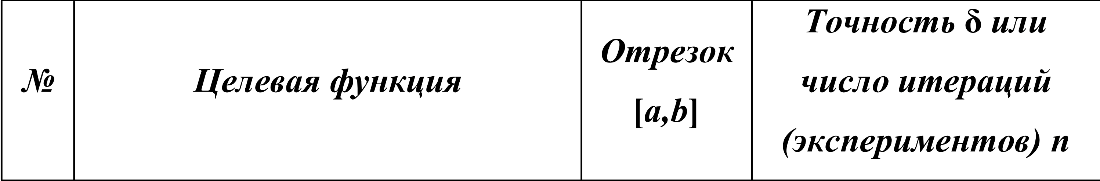 №
Целевая функция
Отрезок
[a,b]
Точность δ или
число итераций
(экспериментов) n